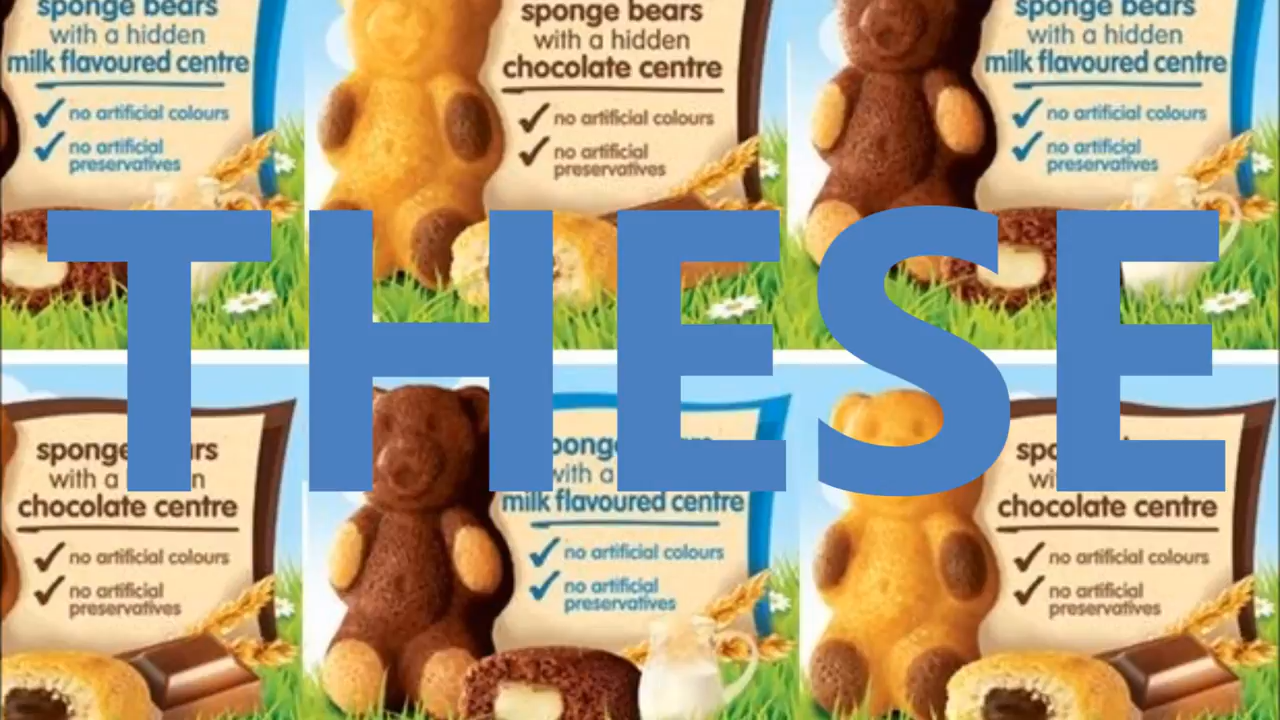 sponge bears
with a hidden
milk flavoured centre
no artificial colours
no artificial
preservatives
sponge bears
with a hidden
chocolate centre
no artificial colours
no artificial
preservatives
sponge bears
with a hidden
milk flavoured centre
no artificial colours
no artificial
preservatives
THESE
chocolate centre
no artificial colours
no artificial
preservatives
with a
milk flavoured centre
no artificial colours
no artificial
preservatives
chocolate centre
no artificial colours
no artificial
preservatives